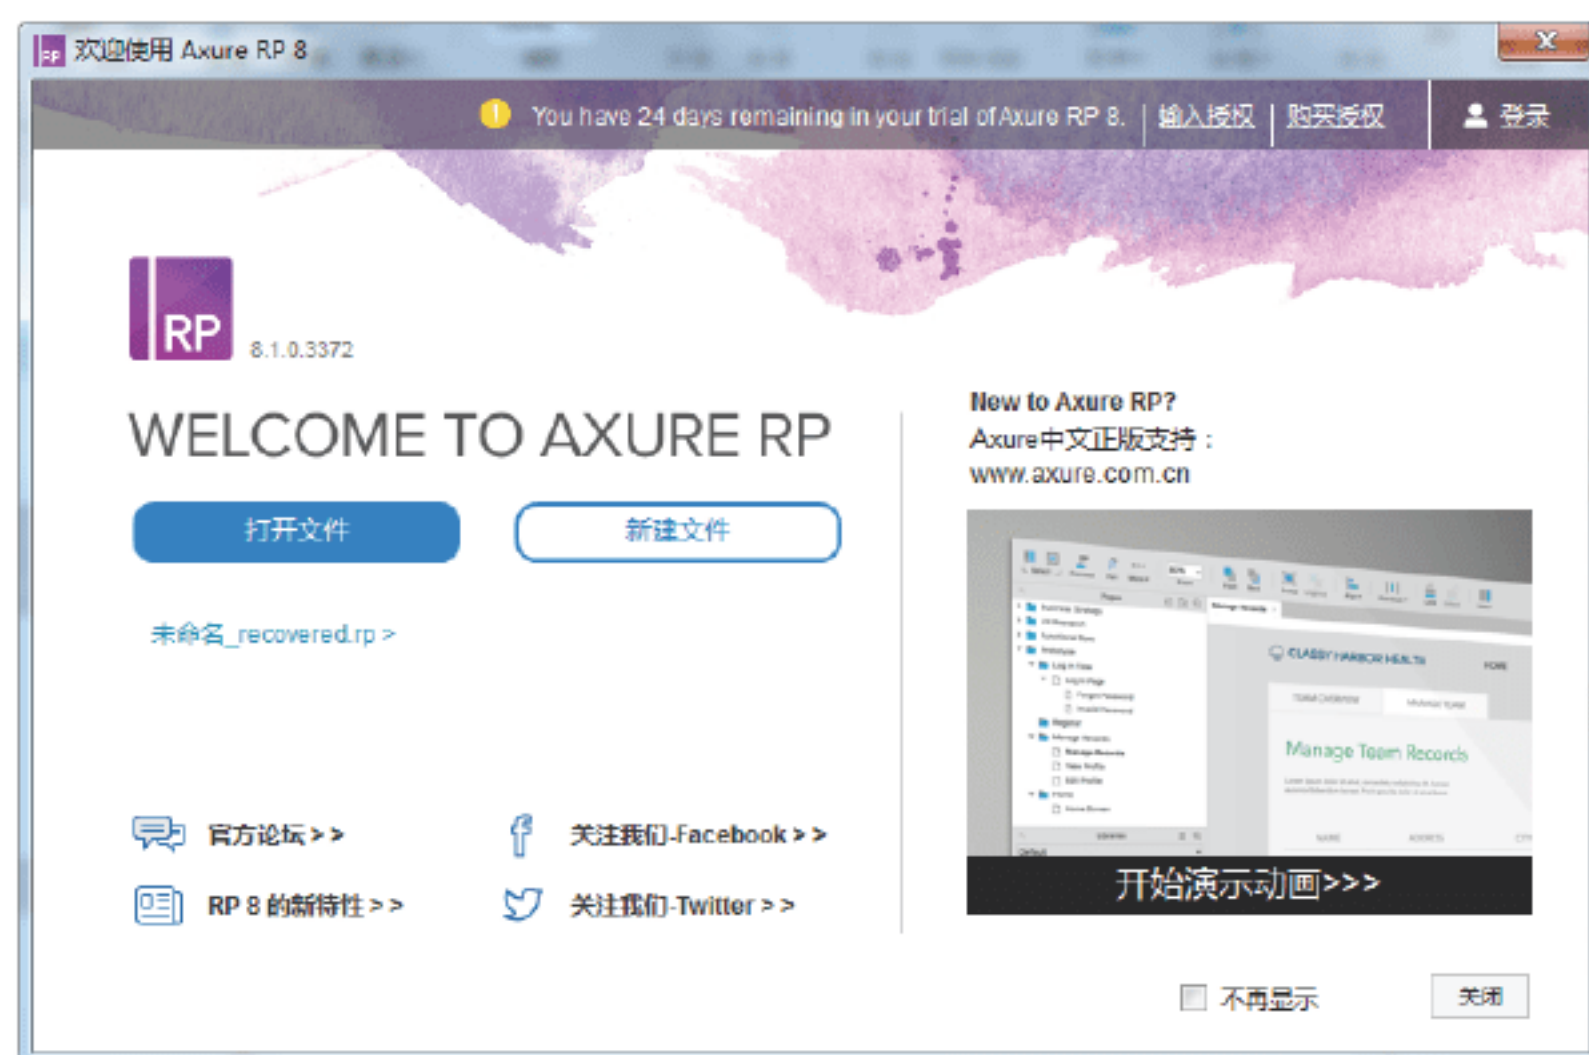 欢迎使用 Axure RP 8
You have 24 days remaining in your trial of Axure RP 8. 输入授权 购买授权 登录
RP
8.1.0.3372
WELCOME TO AXURE RP
打开文件 新建文件
未命名_recovered.rp >
官方论坛 >> 关注我们-Facebook >>
RP 8 的新特性 >> 关注我们-Twitter >>
New to Axure RP?
Axure中文正版支持：
www.axure.com.cn
CLASSY HARBOR HEALTH HOME
Manage Team Records
开始演示动画>>>
不再显示 关闭